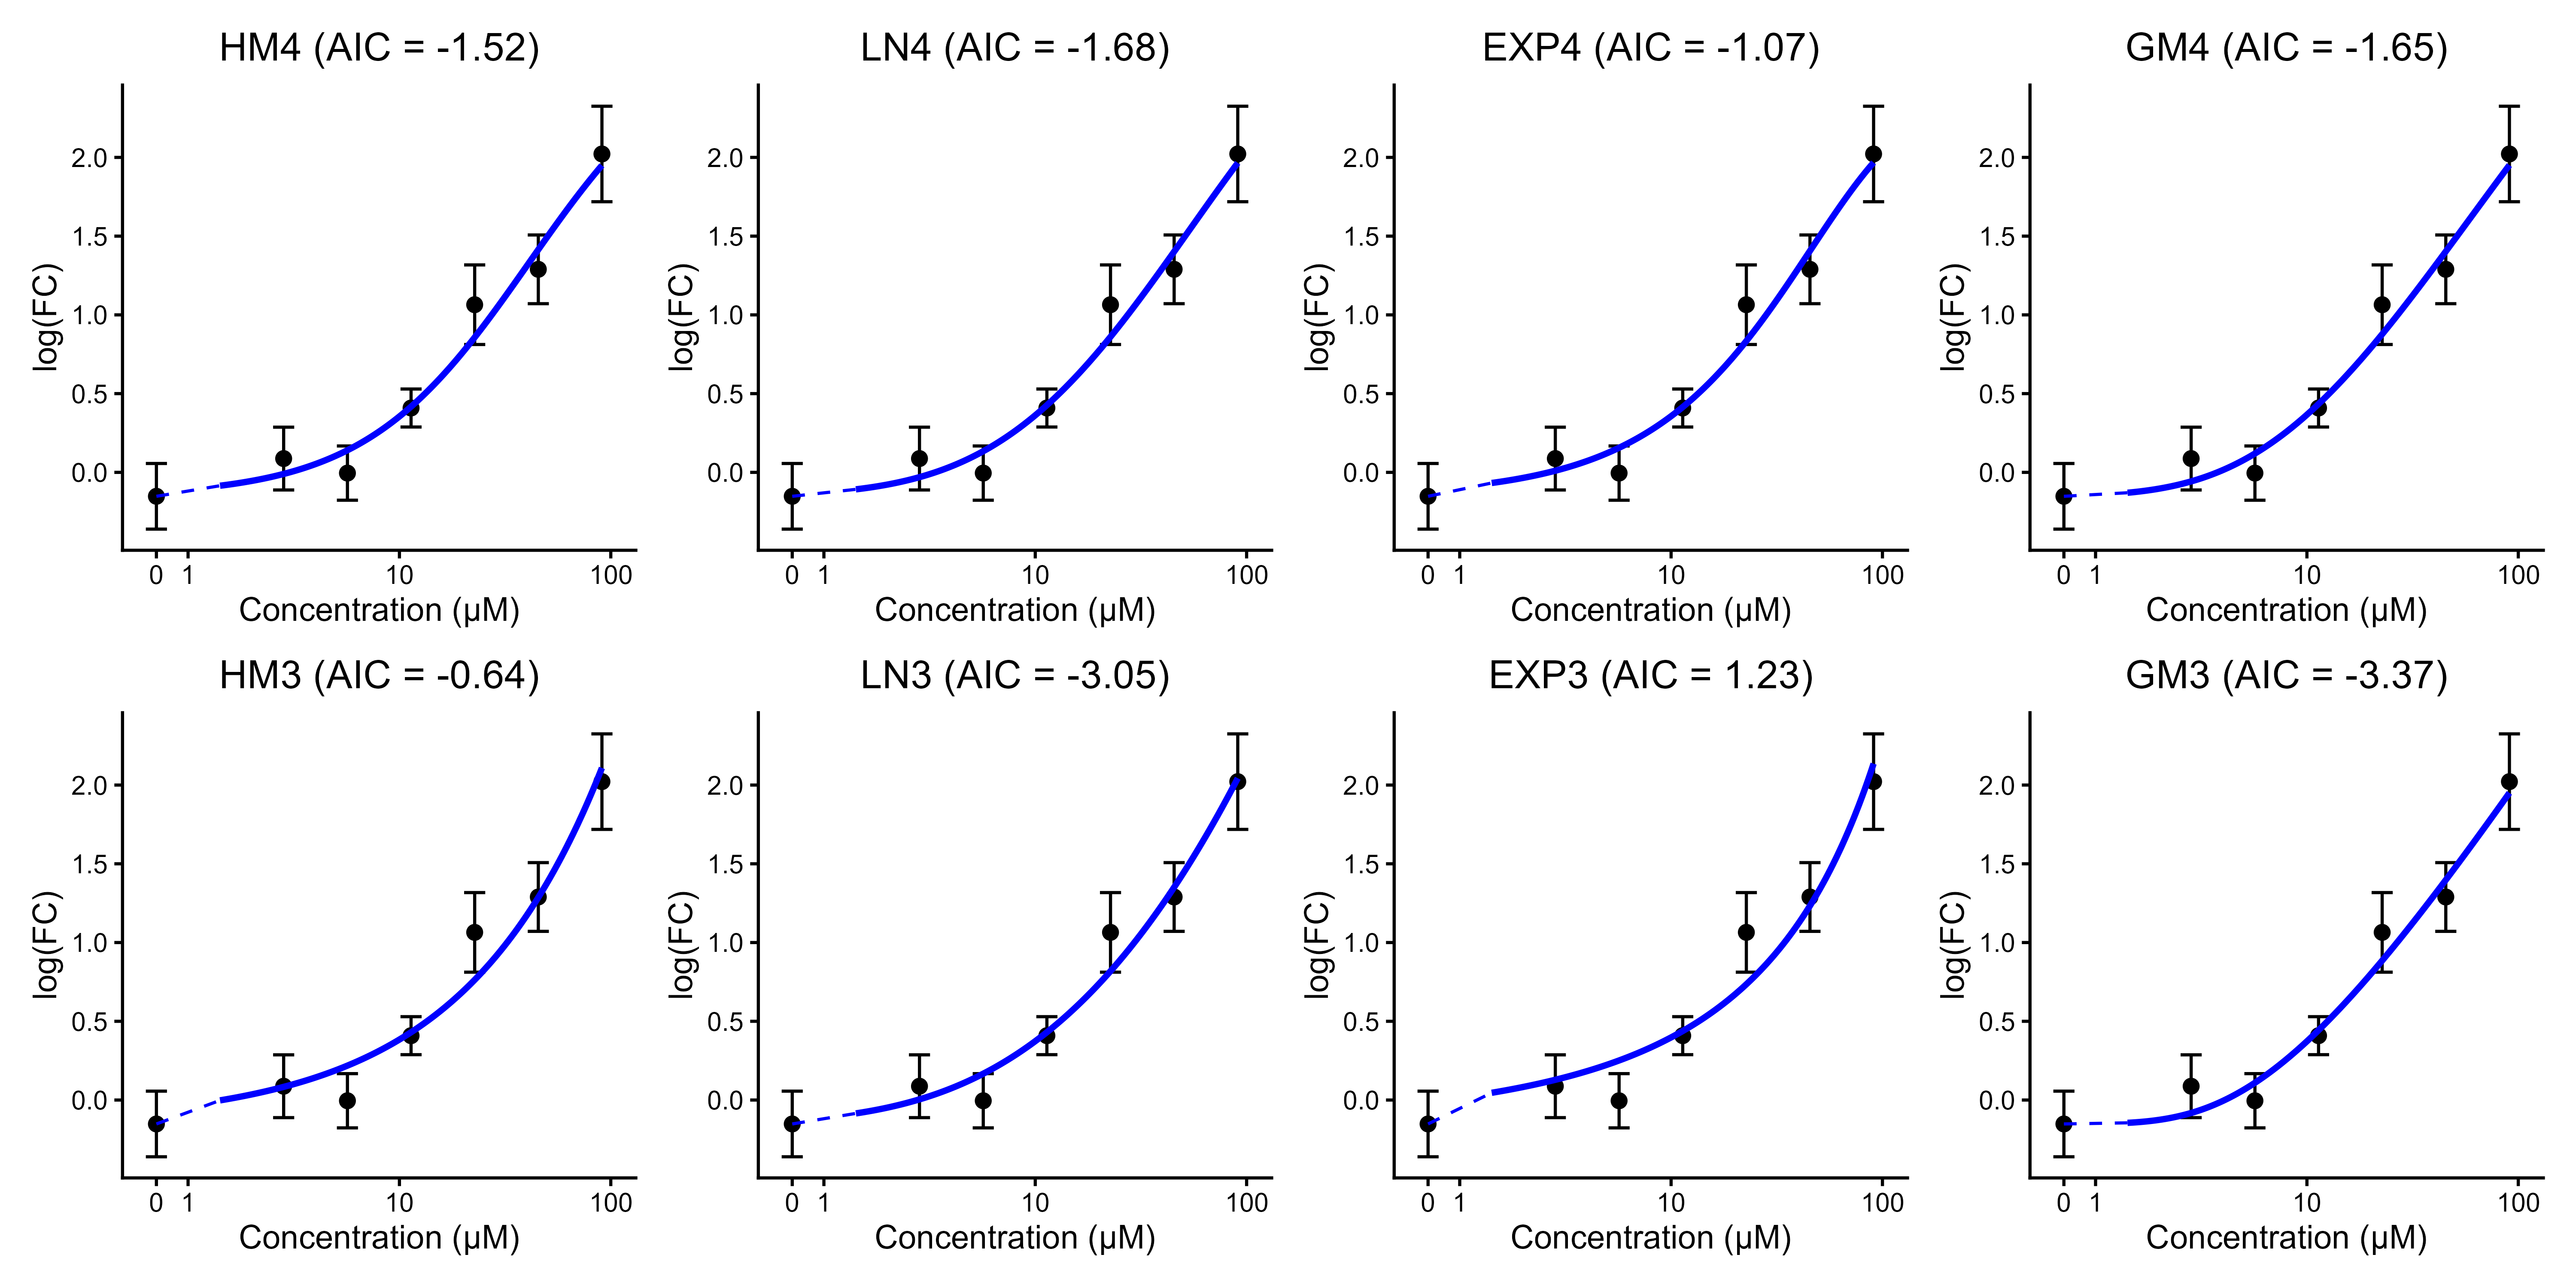 HM4 (AIC = -1.52)
log(FC)
2.0
1.5
1.0
0.5
0.0
0 1 10 100
Concentration (µM)
LN4 (AIC = -1.68)
log(FC)
2.0
1.5
1.0
0.5
0.0
0 1 10 100
Concentration (µM)
EXP4 (AIC = -1.07)
log(FC)
2.0
1.5
1.0
0.5
0.0
0 1 10 100
Concentration (µM)
GM4 (AIC = -1.65)
log(FC)
2.0
1.5
1.0
0.5
0.0
0 1 10 100
Concentration (µM)
HM3 (AIC = -0.64)
log(FC)
2.0
1.5
1.0
0.5
0.0
0 1 10 100
Concentration (µM)
LN3 (AIC = -3.05)
log(FC)
2.0
1.5
1.0
0.5
0.0
0 1 10 100
Concentration (µM)
EXP3 (AIC = 1.23)
log(FC)
2.0
1.5
1.0
0.5
0.0
0 1 10 100
Concentration (µM)
GM3 (AIC = -3.37)
log(FC)
2.0
1.5
1.0
0.5
0.0
0 1 10 100
Concentration (µM)